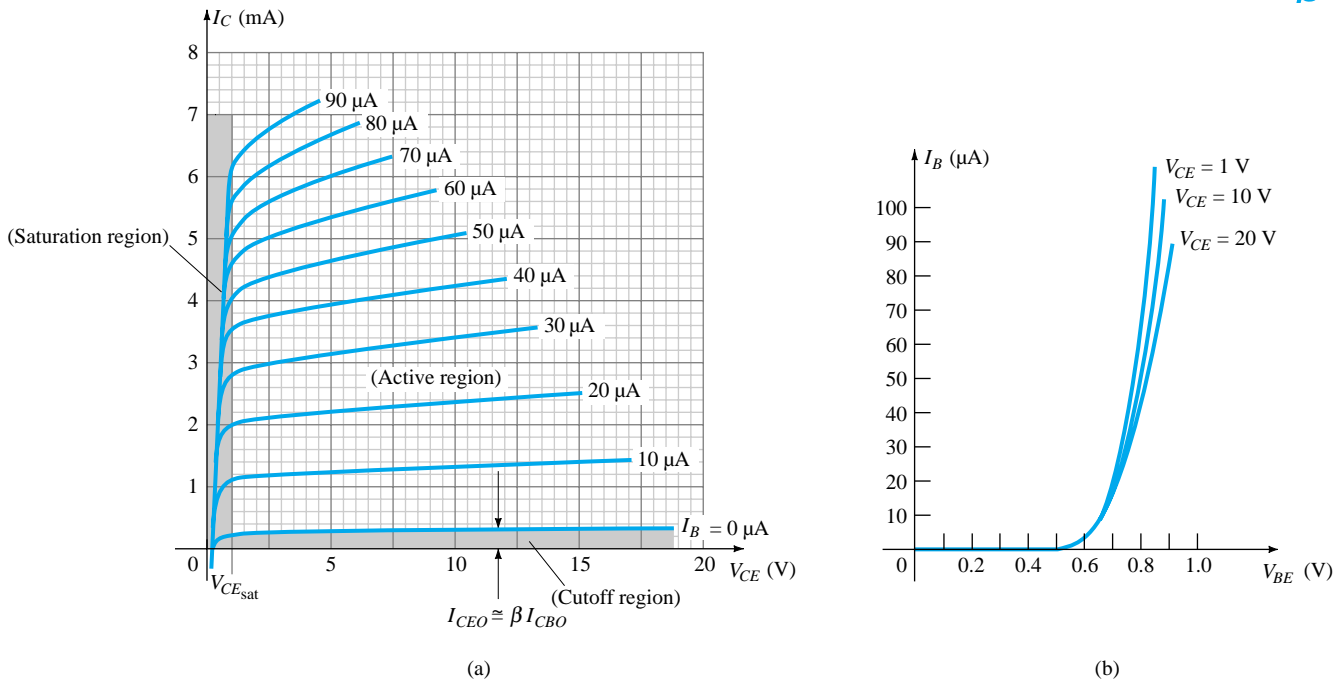 β
I_C (mA)
8
7
6
5
4
3
2
1
0
5
10
15
20
V_CE (V)
90 µA
80 µA
70 µA
60 µA
50 µA
40 µA
30 µA
20 µA
10 µA
I_B = 0 µA
(Saturation region)
(Active region)
(Cutoff region)
V_CEsat
I_CEO ≅ β I_CBO
(a)
I_B (µA)
V_CE = 1 V
V_CE = 10 V
V_CE = 20 V
100
90
80
70
60
50
40
30
20
10
0
0.2
0.4
0.6
0.8
1.0
V_BE (V)
(b)